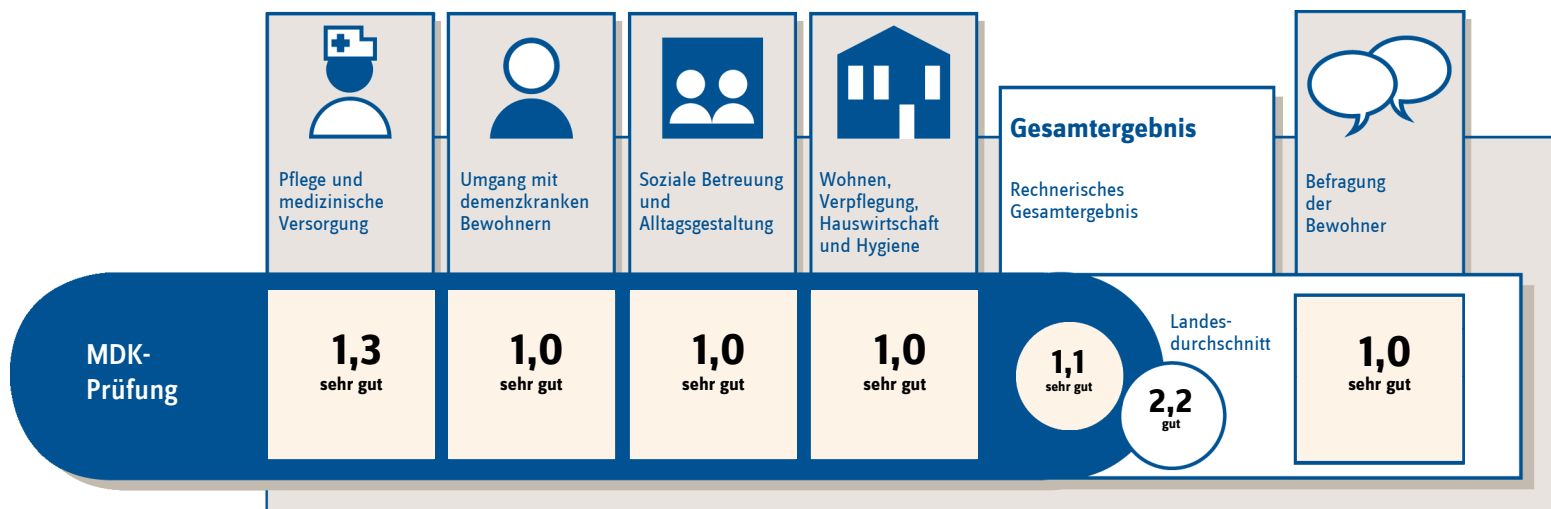 Pflege und
medizinische
Versorgung
Umgang mit
demenzkranken
Bewohnern
Soziale Betreuung
und
Alltagsgestaltung
Wohnen,
Verpflegung,
Hauswirtschaft
und Hygiene
Gesamtergebnis
Rechnerisches
Gesamtergebnis
Befragung
der
Bewohner
MDK-
Prüfung
1,3
sehr gut
1,0
sehr gut
1,0
sehr gut
1,0
sehr gut
1,1
sehr gut
Landes-
durchschnitt
2,2
gut
1,0
sehr gut